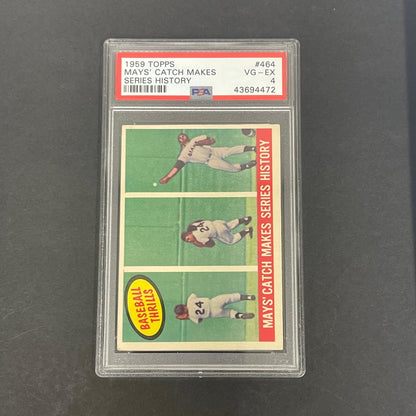 1959 TOPPS #464
MAYS' CATCH MAKES VG-EX
SERIES HISTORY 4
PSA 43694472
BASEBALL
THRILLS
24
24
MAYS' CATCH MAKES SERIES HISTORY